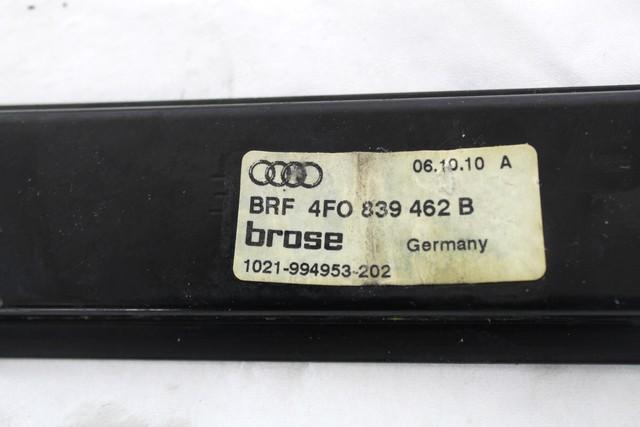 06.10.10 A
BRF 4F0 839 462 B
brose
Germany
1021-994953-202